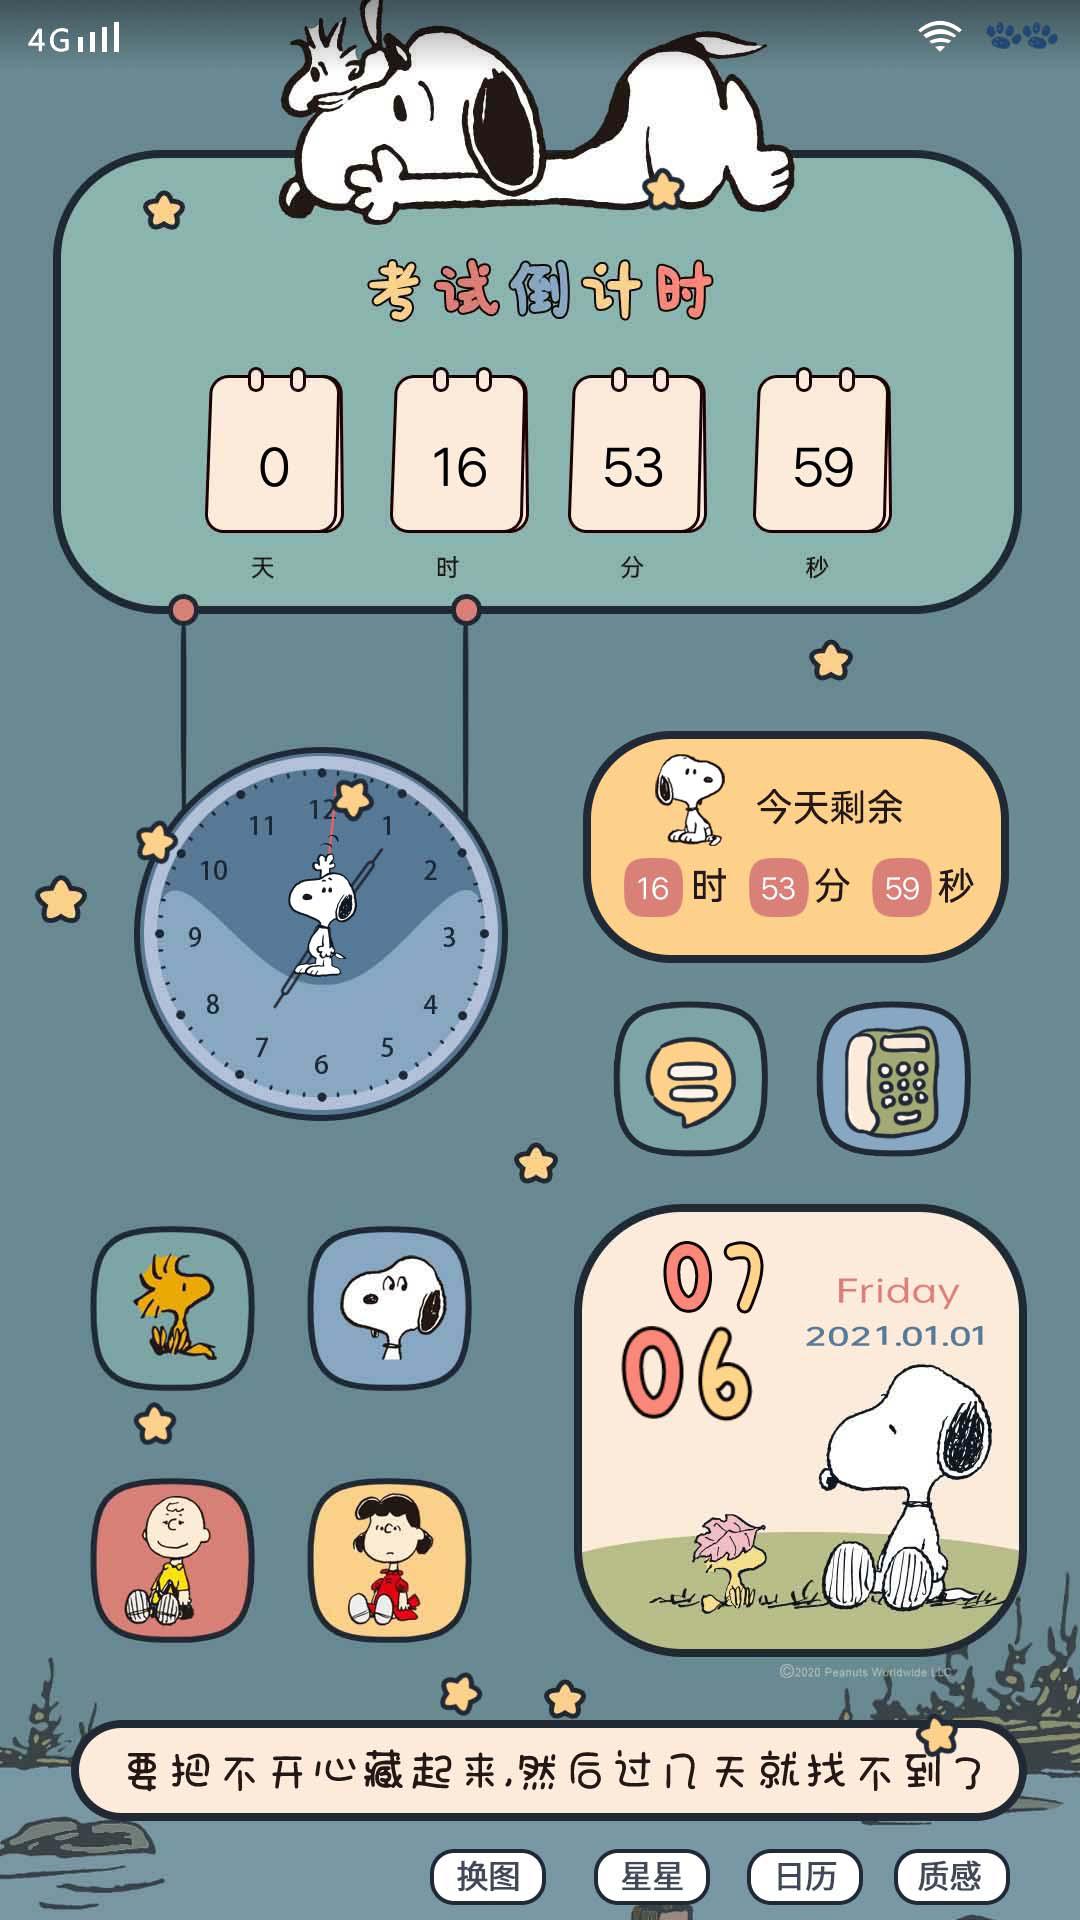 4G
考试倒计时
0 16 53 59
天 时 分 秒
12
11 1
10 2
9 3
8 4
7 5
6
今天剩余
16 时 53 分 59 秒
07
06
Friday
2021.01.01
©2020 Peanuts Worldwide LLC
要把不开心藏起来,然后过几天就找不到了
换图 星星 日历 质感